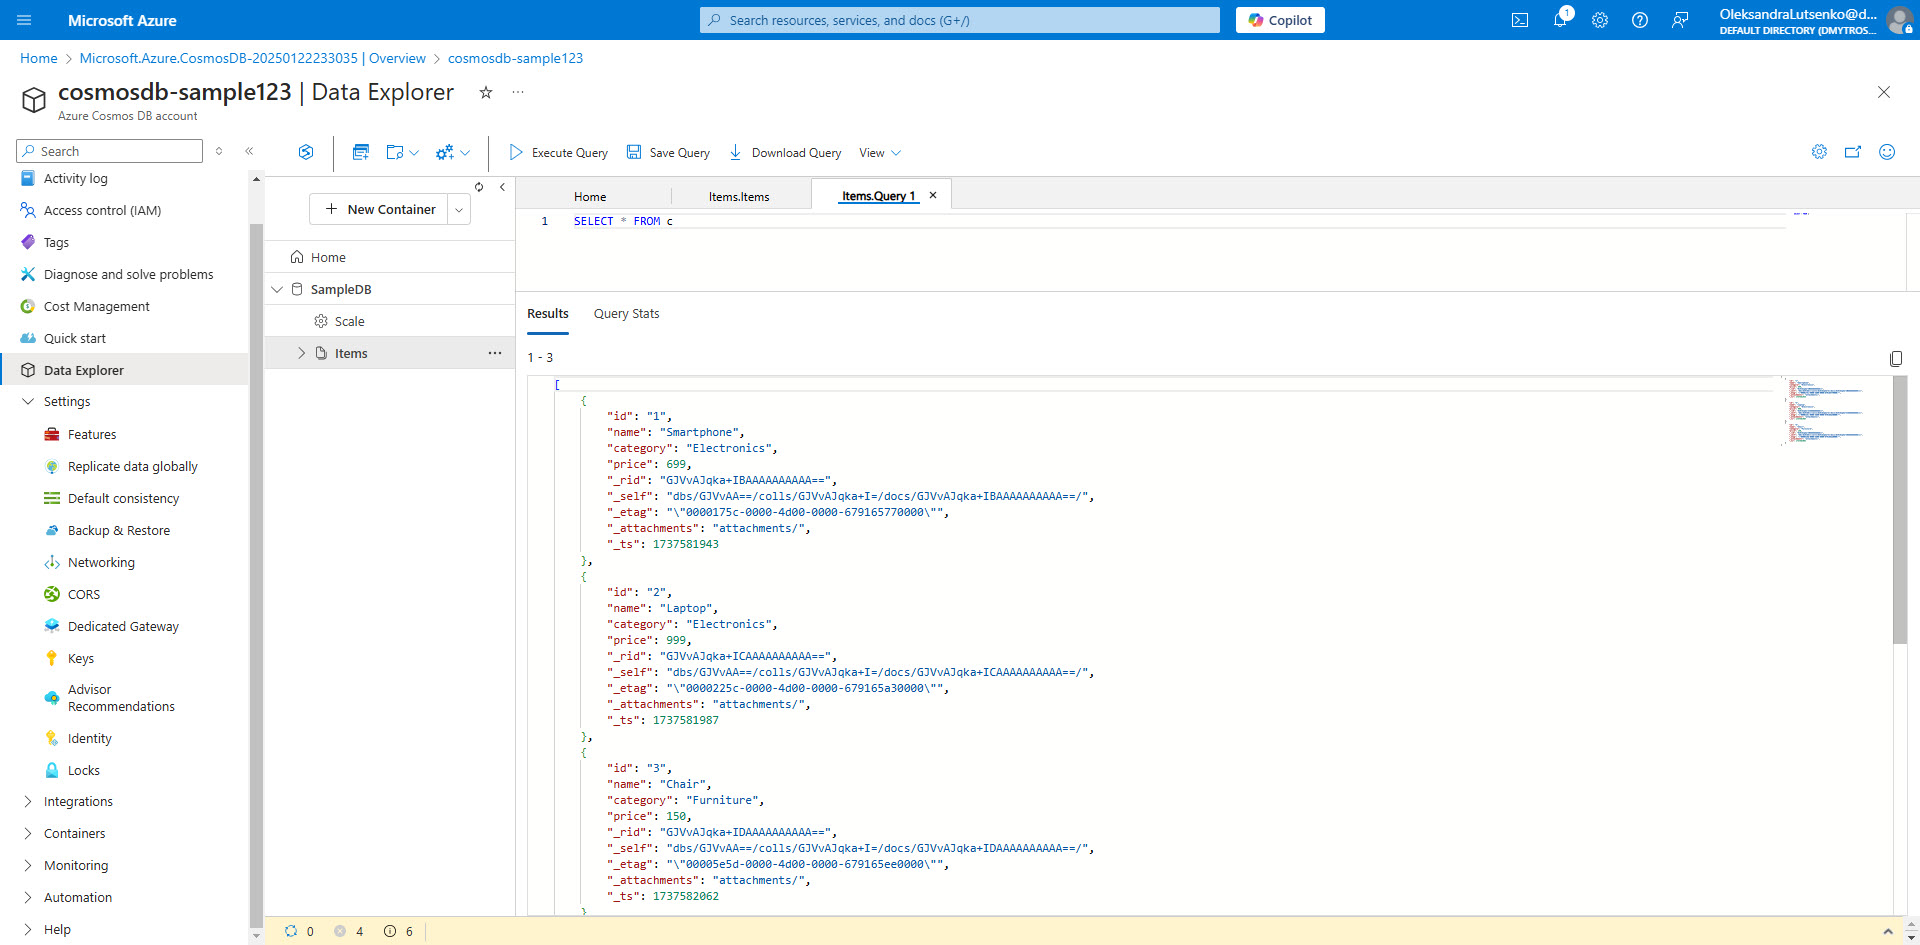 Microsoft Azure
Search resources, services, and docs (G+/)
Copilot
1
OleksandraLutsenko@d...
DEFAULT DIRECTORY (DMYTROS...
Home > Microsoft.Azure.CosmosDB-20250122233035 | Overview > cosmosdb-sample123
cosmosdb-sample123 | Data Explorer
Azure Cosmos DB account
Search
Activity log
Access control (IAM)
Tags
Diagnose and solve problems
Cost Management
Quick start
Data Explorer
Settings
Features
Replicate data globally
Default consistency
Backup & Restore
Networking
CORS
Dedicated Gateway
Keys
Advisor
Recommendations
Identity
Locks
Integrations
Containers
Monitoring
Automation
Help
Execute Query
Save Query
Download Query
View
New Container
Home
SampleDB
Scale
Items
Home
Items.Items
Items.Query 1
1 SELECT * FROM c
Results
Query Stats
1 - 3
[
{
"id": "1",
"name": "Smartphone",
"category": "Electronics",
"price": 699,
"_rid": "GJVvAJqka+IBAAAAAAAAAA==",
"_self": "dbs/GJVvAA==/colls/GJVvAJqka+I=/docs/GJVvAJqka+IBAAAAAAAAAA==/",
"_etag": "\"0000175c-0000-4d00-0000-679165770000\"",
"_attachments": "attachments/",
"_ts": 1737581943
},
{
"id": "2",
"name": "Laptop",
"category": "Electronics",
"price": 999,
"_rid": "GJVvAJqka+ICAAAAAAAAAA==",
"_self": "dbs/GJVvAA==/colls/GJVvAJqka+I=/docs/GJVvAJqka+ICAAAAAAAAAA==/",
"_etag": "\"0000225c-0000-4d00-0000-679165a30000\"",
"_attachments": "attachments/",
"_ts": 1737581987
},
{
"id": "3",
"name": "Chair",
"category": "Furniture",
"price": 150,
"_rid": "GJVvAJqka+IDAAAAAAAAAA==",
"_self": "dbs/GJVvAA==/colls/GJVvAJqka+I=/docs/GJVvAJqka+IDAAAAAAAAAA==/",
"_etag": "\"00005e5d-0000-4d00-0000-679165ee0000\"",
"_attachments": "attachments/",
"_ts": 1737582062
}
0 4 6